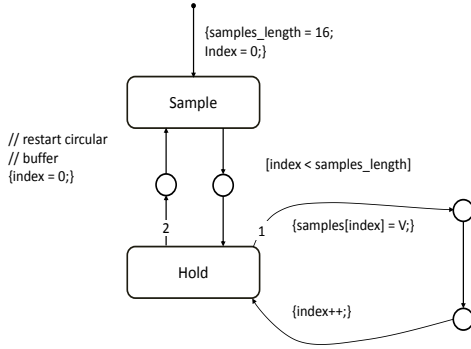 {samples_length = 16;
Index = 0;}
Sample
// restart circular
// buffer
{index = 0;}
[index < samples_length]
2
1
{samples[index] = V;}
Hold
{index++;}